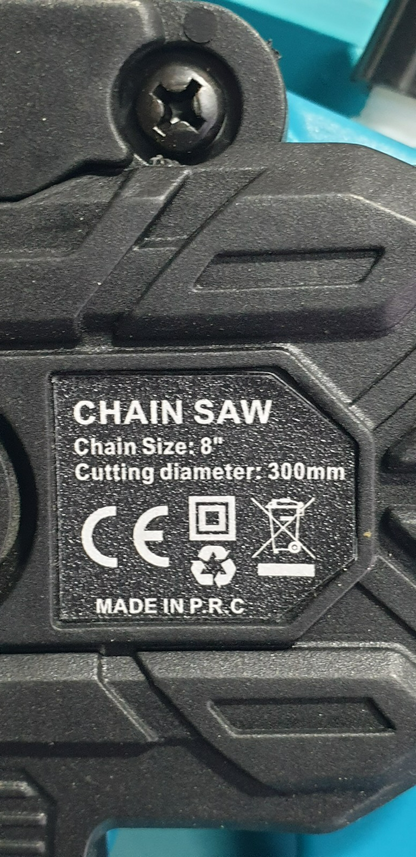 CHAIN SAW
Chain Size: 8"
Cutting diameter: 300mm
CE
MADE IN P.R.C